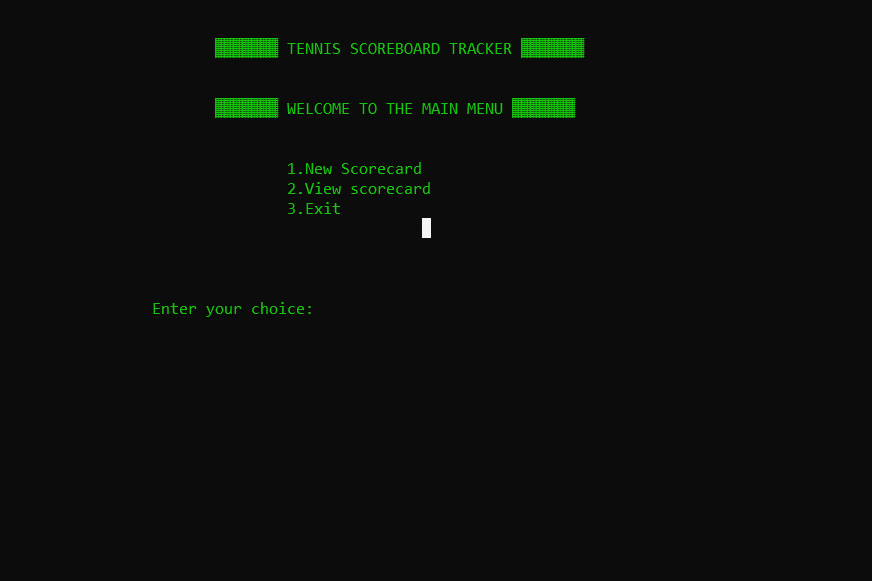 ▓▓▓▓▓▓▓ TENNIS SCOREBOARD TRACKER ▓▓▓▓▓▓▓
▓▓▓▓▓▓▓ WELCOME TO THE MAIN MENU ▓▓▓▓▓▓▓
1.New Scorecard
2.View scorecard
3.Exit
Enter your choice: